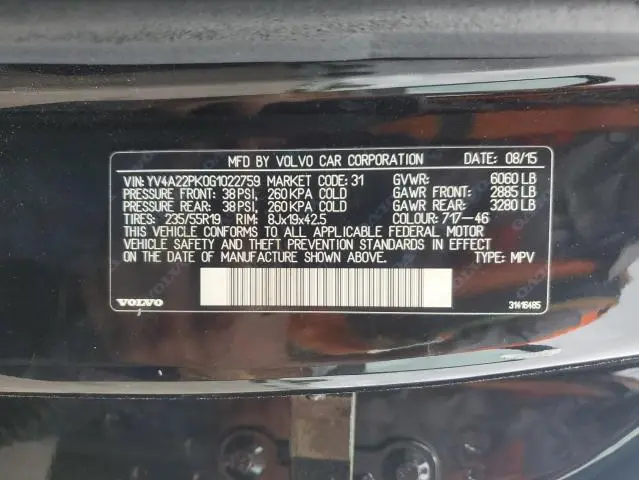 MFD BY VOLVO CAR CORPORATION DATE: 08/15
VIN: YV4A22PK0G1022759 MARKET CODE: 31 GVWR: 6060 LB
PRESSURE FRONT: 38 PSI, 260 KPA COLD GAWR FRONT: 2885 LB
PRESSURE REAR: 38 PSI, 260 KPA COLD GAWR REAR: 3280 LB
TIRES: 235/55R19 RIM: 8Jx19x42.5 COLOUR: 717-46
THIS VEHICLE CONFORMS TO ALL APPLICABLE FEDERAL MOTOR
VEHICLE SAFETY AND THEFT PREVENTION STANDARDS IN EFFECT
ON THE DATE OF MANUFACTURE SHOWN ABOVE. TYPE: MPV
VOLVO 31416485